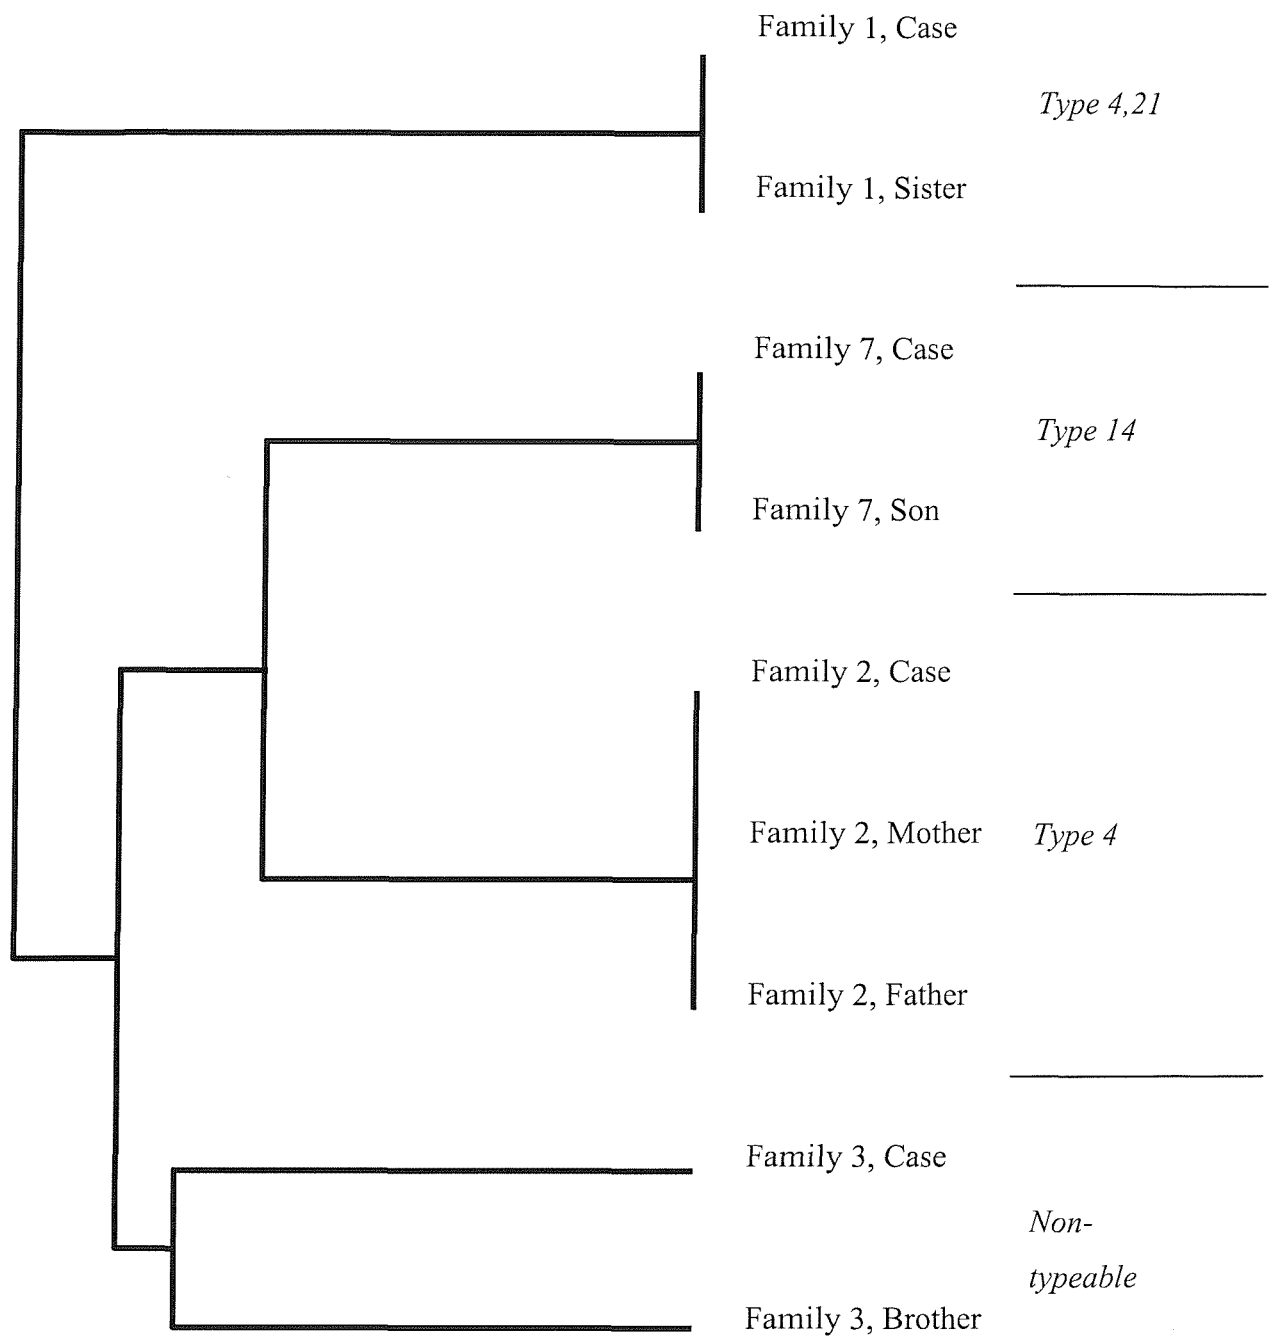 Family 1, Case
Type 4,21
Family 1, Sister
Family 7, Case
Type 14
Family 7, Son
Family 2, Case
Family 2, Mother
Type 4
Family 2, Father
Family 3, Case
Non-
typeable
Family 3, Brother